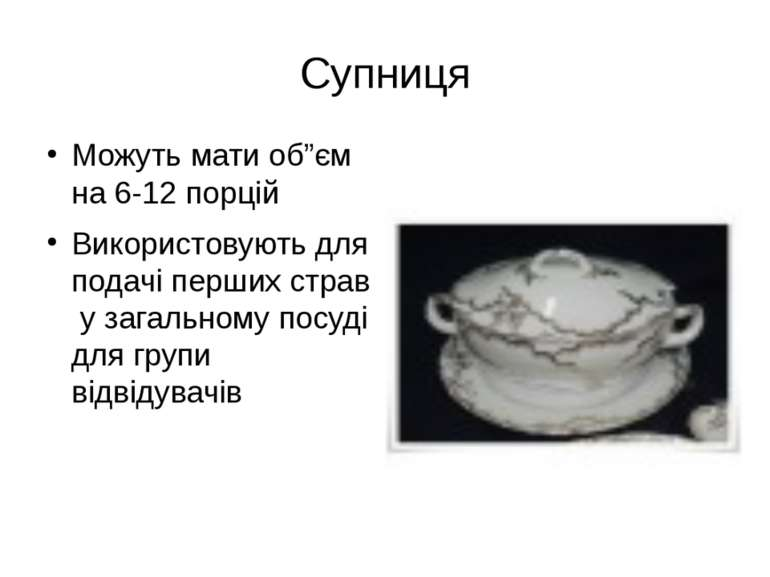 Супниця
• Можуть мати об”єм
на 6-12 порцій
• Використовують для
подачі перших страв
у загальному посуді
для групи
відвідувачів